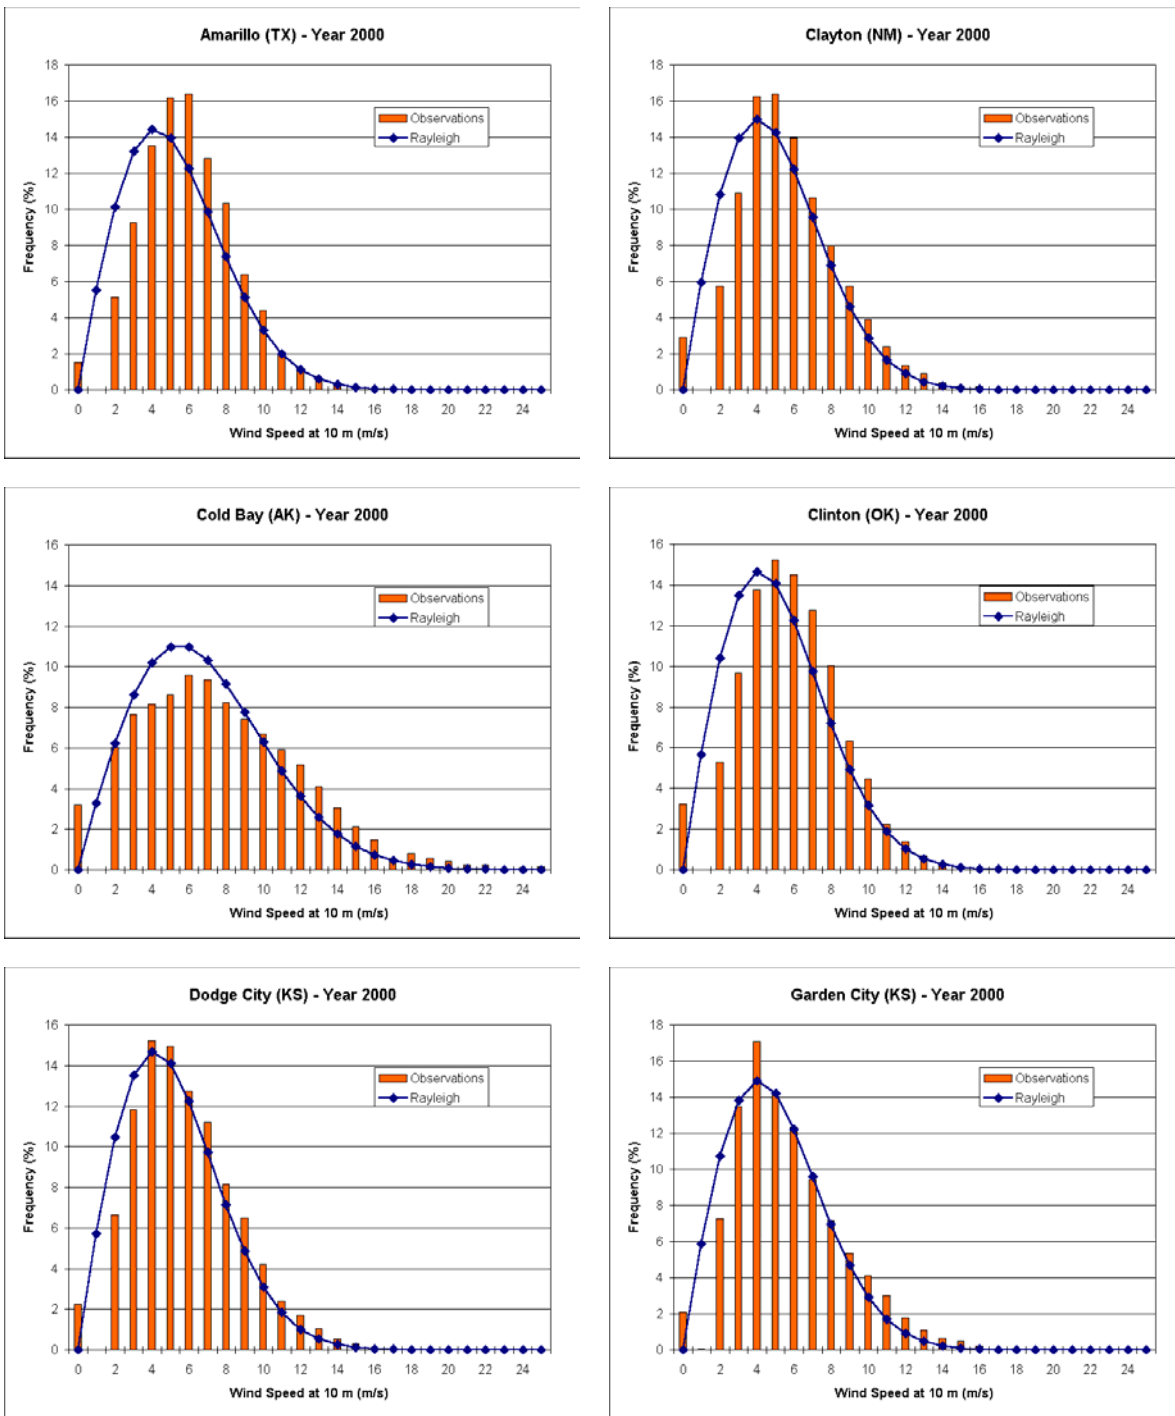 Amarillo (TX) - Year 2000
18
16
14
12
10
8
6
4
2
0
Frequency (%)
Observations
Rayleigh
0 2 4 6 8 10 12 14 16 18 20 22 24
Wind Speed at 10 m (m/s)
Clayton (NM) - Year 2000
18
16
14
12
10
8
6
4
2
0
Frequency (%)
Observations
Rayleigh
0 2 4 6 8 10 12 14 16 18 20 22 24
Wind Speed at 10 m (m/s)
Cold Bay (AK) - Year 2000
16
14
12
10
8
6
4
2
0
Frequency (%)
Observations
Rayleigh
0 2 4 6 8 10 12 14 16 18 20 22 24
Wind Speed at 10 m (m/s)
Clinton (OK) - Year 2000
16
14
12
10
8
6
4
2
0
Frequency (%)
Observations
Rayleigh
0 2 4 6 8 10 12 14 16 18 20 22 24
Wind Speed at 10 m (m/s)
Dodge City (KS) - Year 2000
16
14
12
10
8
6
4
2
0
Frequency (%)
Observations
Rayleigh
0 2 4 6 8 10 12 14 16 18 20 22 24
Wind Speed at 10 m (m/s)
Garden City (KS) - Year 2000
18
16
14
12
10
8
6
4
2
0
Frequency (%)
Observations
Rayleigh
0 2 4 6 8 10 12 14 16 18 20 22 24
Wind Speed at 10 m (m/s)